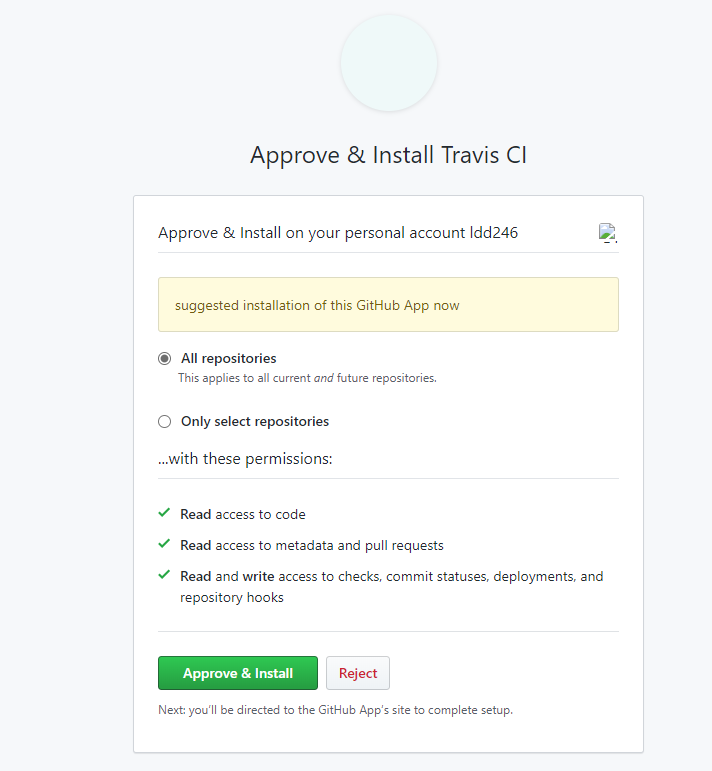 Approve & Install Travis CI
Approve & Install on your personal account ldd246
suggested installation of this GitHub App now
All repositories
This applies to all current and future repositories.
Only select repositories
...with these permissions:
Read access to code
Read access to metadata and pull requests
Read and write access to checks, commit statuses, deployments, and
repository hooks
Approve & Install
Reject
Next: you'll be directed to the GitHub App's site to complete setup.